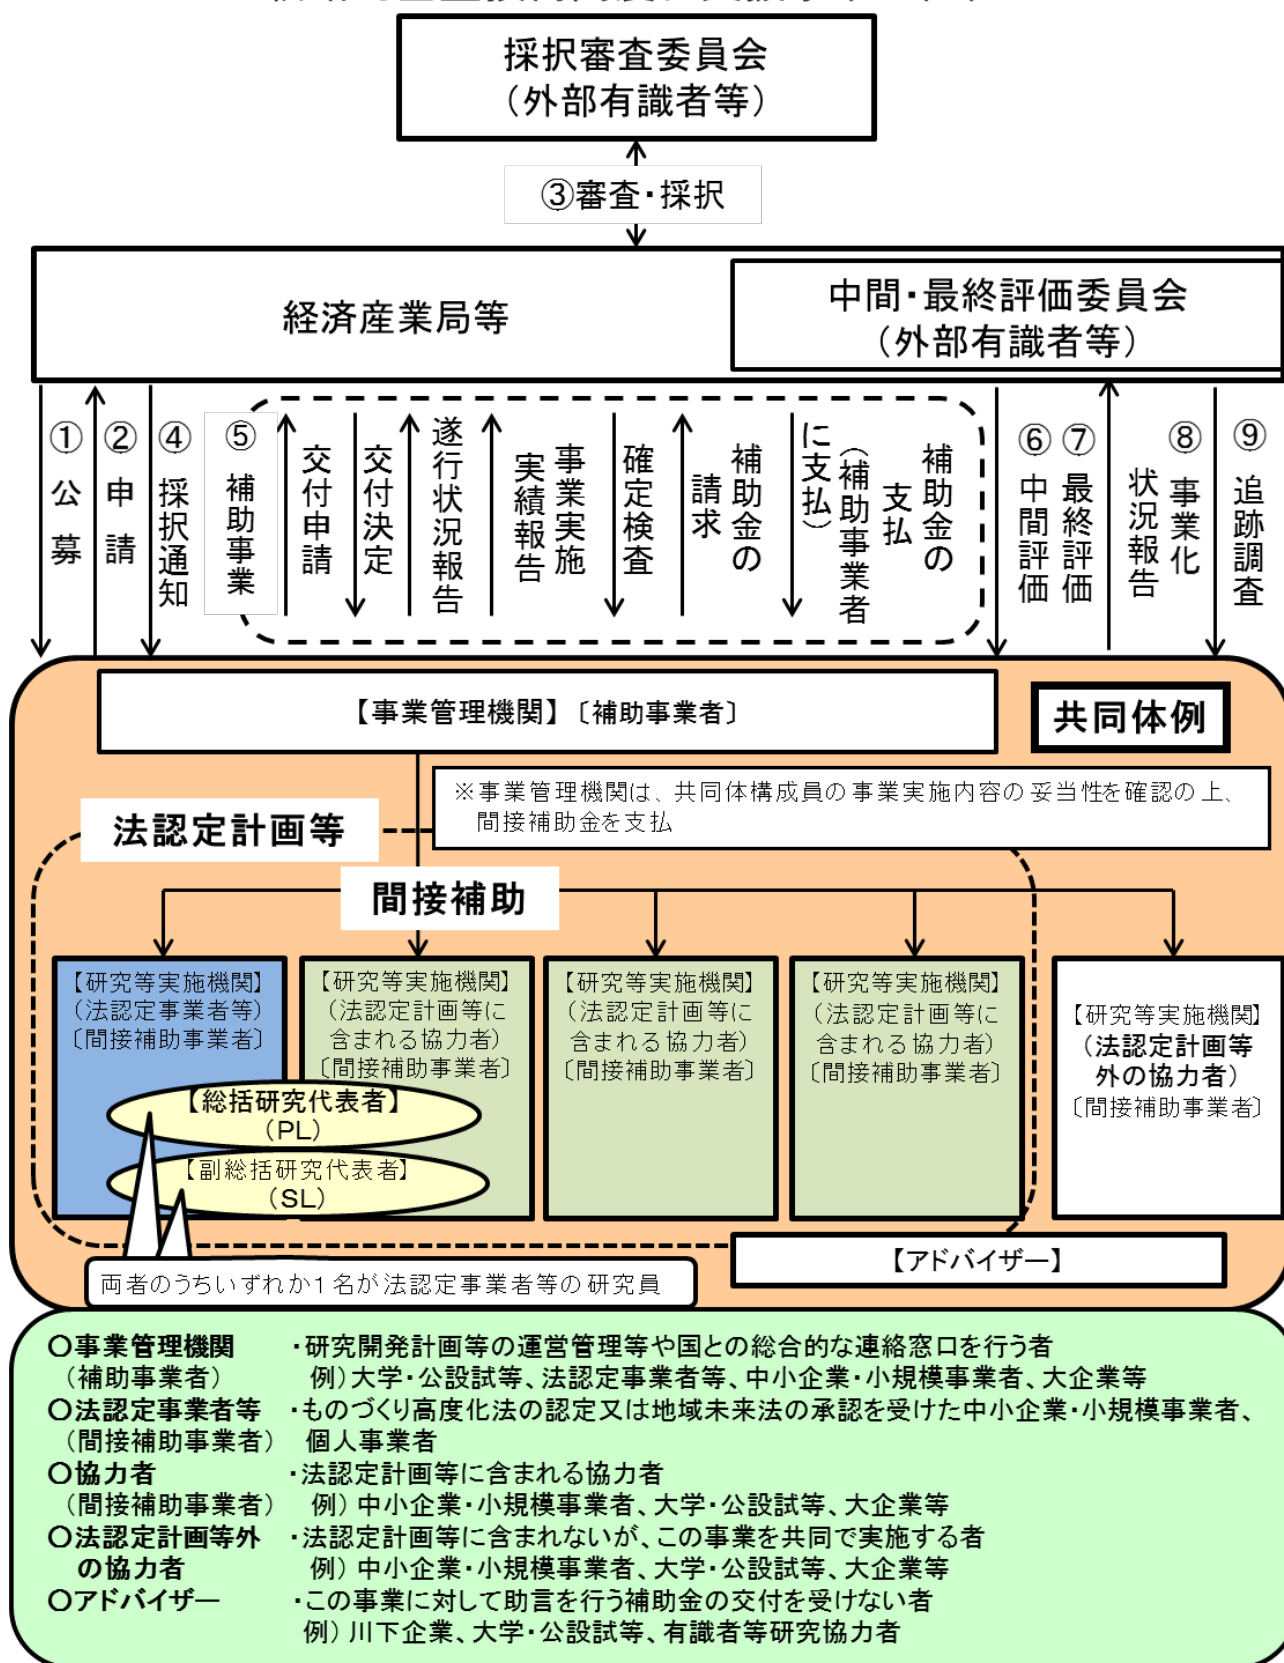 採択審査委員会
（外部有識者等）
③審査・採択
経済産業局等
中間・最終評価委員会
（外部有識者等）
①公募
②申請
④採択通知
⑤補助事業
交付申請
交付決定
遂行状況報告
事業実施
実績報告
確定検査
補助金の
請求
補助金の
支払
（補助事業者
に支払）
⑥中間評価
⑦最終評価
⑧事業化
状況報告
⑨追跡調査
【事業管理機関】〔補助事業者〕
共同体例
※事業管理機関は、共同体構成員の事業実施内容の妥当性を確認の上、
間接補助金を支払
法認定計画等
間接補助
【研究等実施機関】
（法認定事業者等）
〔間接補助事業者〕
【研究等実施機関】
（法認定計画等に
含まれる協力者）
〔間接補助事業者〕
【研究等実施機関】
（法認定計画等に
含まれる協力者）
〔間接補助事業者〕
【研究等実施機関】
（法認定計画等に
含まれる協力者）
〔間接補助事業者〕
【研究等実施機関】
（法認定計画等
外の協力者）
〔間接補助事業者〕
【総括研究代表者】
（PL）
【副総括研究代表者】
（SL）
【アドバイザー】
両者のうちいずれか１名が法認定事業者等の研究員
○事業管理機関 ・研究開発計画等の運営管理等や国との総合的な連絡窓口を行う者
（補助事業者） 例）大学・公設試等、法認定事業者等、中小企業・小規模事業者、大企業等
○法認定事業者等 ・ものづくり高度化法の認定又は地域未来法の承認を受けた中小企業・小規模事業者、
（間接補助事業者） 個人事業者
○協力者 ・法認定計画等に含まれる協力者
（間接補助事業者） 例）中小企業・小規模事業者、大学・公設試等、大企業等
○法認定計画等外 ・法認定計画等に含まれないが、この事業を共同で実施する者
の協力者 例）中小企業・小規模事業者、大学・公設試等、大企業等
○アドバイザー ・この事業に対して助言を行う補助金の交付を受けない者
例）川下企業、大学・公設試等、有識者等研究協力者